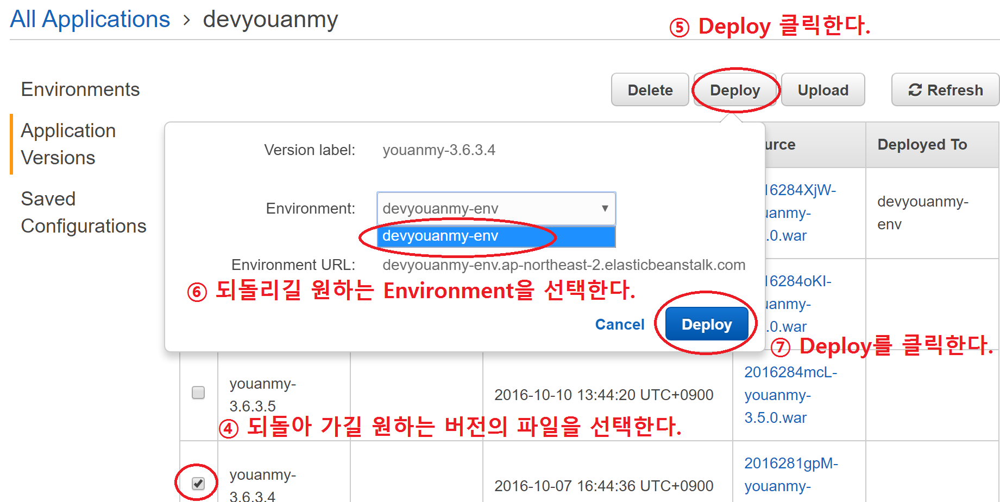 All Applications › devyouanmy
⑤ Deploy 클릭한다.
Environments
Application
Versions
Saved
Configurations
Delete
Deploy
Upload
Refresh
Version label: youanmy-3.6.3.4
Environment: devyouanmy-env
devyouanmy-env
Environment URL: devyouanmy-env.ap-northeast-2.elasticbeanstalk.com
⑥ 되돌리길 원하는 Environment을 선택한다.
Cancel
Deploy
⑦ Deploy를 클릭한다.
urce
Deployed To
16284XjW-
uanmy-
.0.war
devyouanmy-
env
16284oKI-
uanmy-
.0.war
youanmy-
3.6.3.5
2016-10-10 13:44:20 UTC+0900
2016284mcL-
youanmy-
3.5.0.war
④ 되돌아 가길 원하는 버전의 파일을 선택한다.
youanmy-
3.6.3.4
2016-10-07 16:44:36 UTC+0900
2016281gpM-
youanmy-